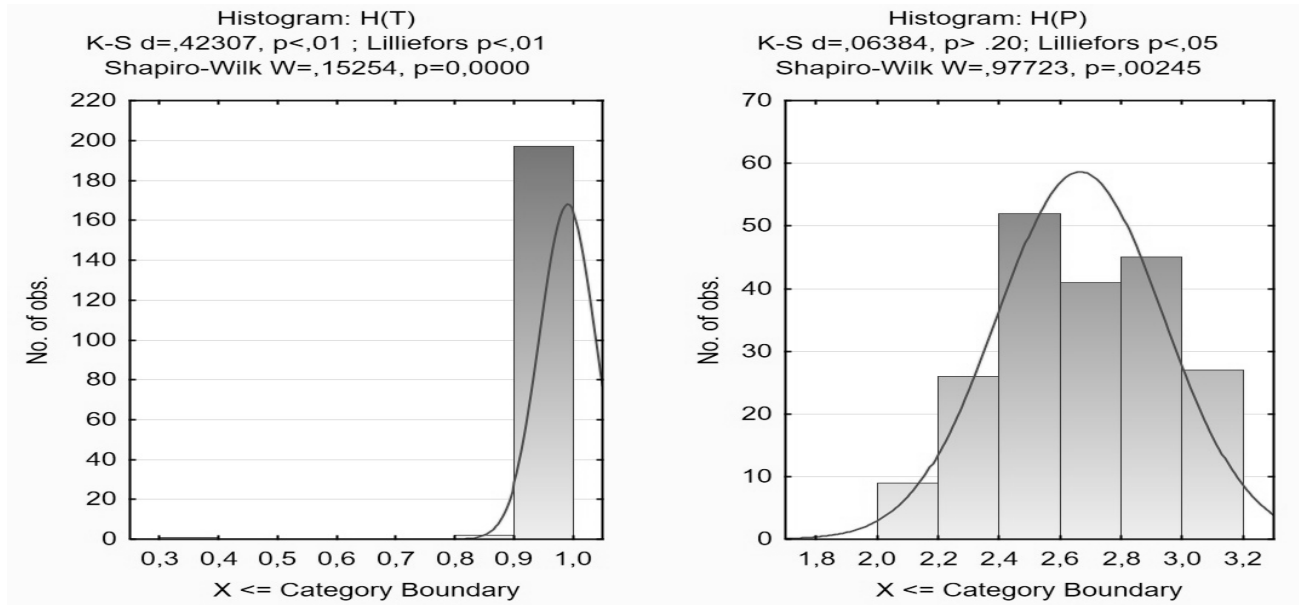 Histogram: H(T)
K-S d=,42307, p<,01 ; Lilliefors p<,01
Shapiro-Wilk W=,15254, p=0,0000
220
200
180
160
140
120
100
80
60
40
20
0
No. of obs.
0,3 0,4 0,5 0,6 0,7 0,8 0,9 1,0
X <= Category Boundary
Histogram: H(P)
K-S d=,06384, p> .20; Lilliefors p<,05
Shapiro-Wilk W=,97723, p=,00245
70
60
50
40
30
20
10
0
No. of obs.
1,8 2,0 2,2 2,4 2,6 2,8 3,0 3,2
X <= Category Boundary